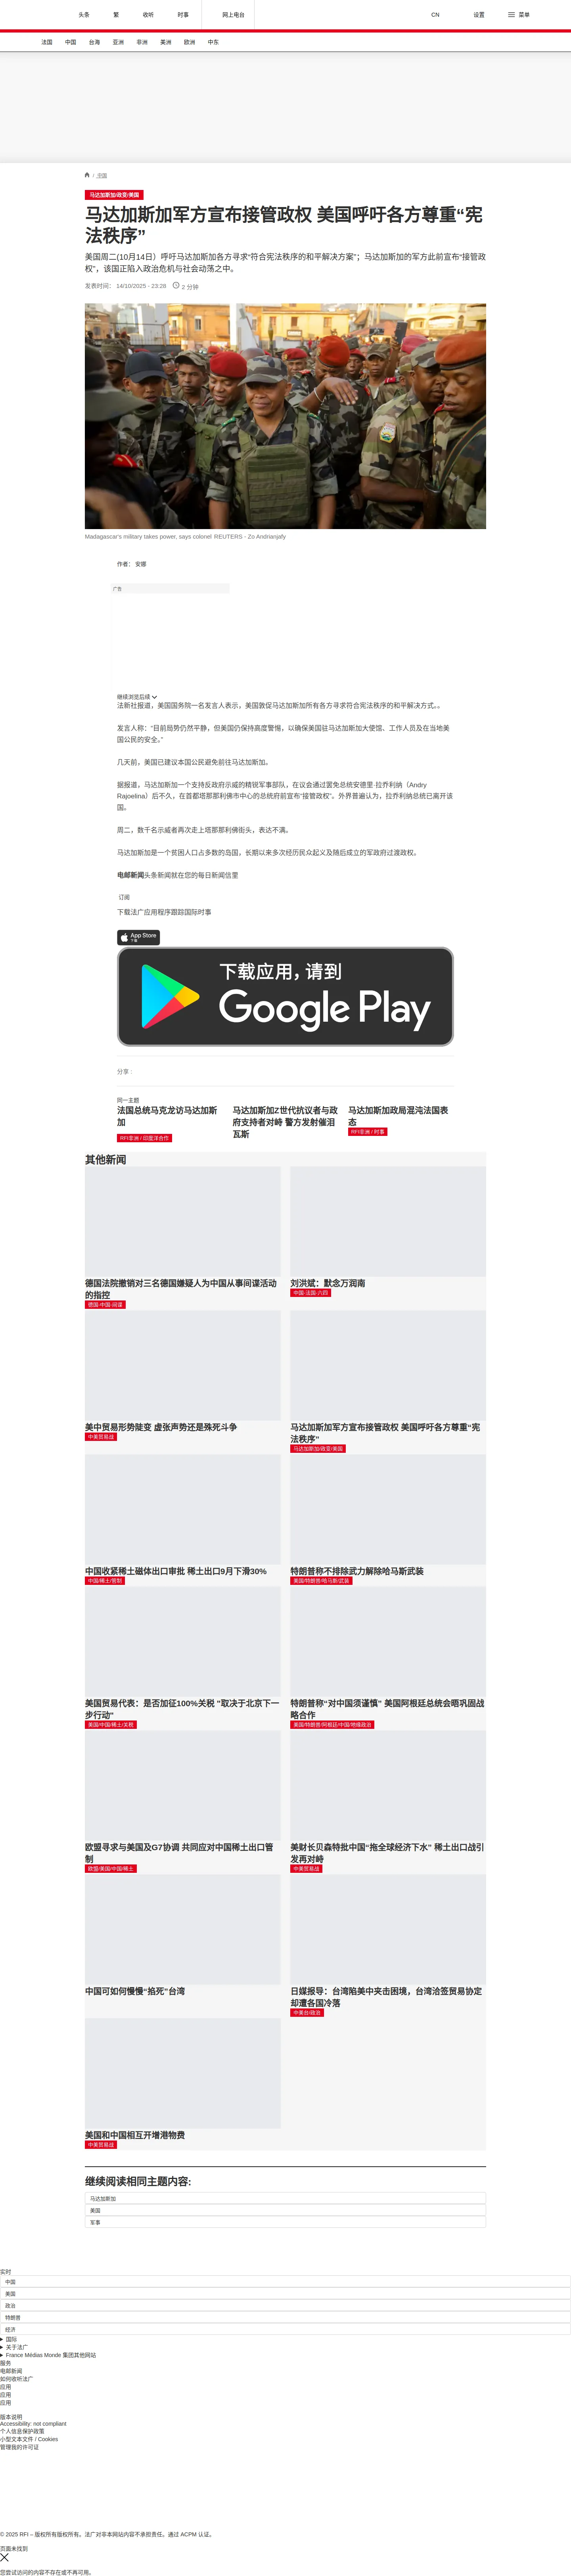 头条
繁
收听
时事
网上电台
CN
设置
菜单
法国
中国
台海
亚洲
非洲
美洲
欧洲
中东
/ 中国
马达加斯加/政变/美国
马达加斯加军方宣布接管政权 美国呼吁各方尊重“宪
法秩序”
美国周二(10月14日）呼吁马达加斯加各方寻求“符合宪法秩序的和平解决方案”；马达加斯加的军方此前宣布“接管政
权”，该国正陷入政治危机与社会动荡之中。
发表时间： 14/10/2025 - 23:28
2 分钟
Madagascar's military takes power, says colonel REUTERS - Zo Andrianjafy
作者： 安娜
广告
继续浏览后续
法新社报道，美国国务院一名发言人表示，美国敦促马达加斯加所有各方寻求符合宪法秩序的和平解决方式。。
发言人称：“目前局势仍然平静，但美国仍保持高度警惕，以确保美国驻马达加斯加大使馆、工作人员及在当地美
国公民的安全。”
几天前，美国已建议本国公民避免前往马达加斯加。
据报道，马达加斯加一个支持反政府示威的精锐军事部队，在议会通过罢免总统安德里·拉乔利纳（Andry
Rajoelina）后不久，在首都塔那那利佛市中心的总统府前宣布“接管政权”。外界普遍认为，拉乔利纳总统已离开该
国。
周二，数千名示威者再次走上塔那那利佛街头，表达不满。
马达加斯加是一个贫困人口占多数的岛国，长期以来多次经历民众起义及随后成立的军政府过渡政权。
电邮新闻头条新闻就在您的每日新闻信里
订阅
下载法广应用程序跟踪国际时事
App Store
下载
下载应用，请到
Google Play
分享 :
同一主题
法国总统马克龙访马达加斯
加
RFI非洲 / 印度洋合作
马达加斯加Z世代抗议者与政
府支持者对峙 警方发射催泪
瓦斯
马达加斯加政局混沌法国表
态
RFI非洲 / 时事
其他新闻
德国法院撤销对三名德国嫌疑人为中国从事间谍活动
的指控
德国-中国-间谍
刘洪斌：默念万润南
中国-法国-六四
美中贸易形势陡变 虚张声势还是殊死斗争
中美贸易战
马达加斯加军方宣布接管政权 美国呼吁各方尊重“宪
法秩序”
马达加斯加/政变/美国
中国收紧稀土磁体出口审批 稀土出口9月下滑30%
中国/稀土/管制
特朗普称不排除武力解除哈马斯武装
美国/特朗普/哈马斯/武装
美国贸易代表：是否加征100%关税 “取决于北京下一
步行动”
美国/中国/稀土/关税
特朗普称“对中国须谨慎” 美国阿根廷总统会晤巩固战
略合作
美国/特朗普/阿根廷/中国/地缘政治
欧盟寻求与美国及G7协调 共同应对中国稀土出口管
制
欧盟/美国/中国/稀土
美财长贝森特批中国“拖全球经济下水” 稀土出口战引
发再对峙
中美贸易战
中国可如何慢慢“掐死”台湾
日媒报导：台湾陷美中夹击困境，台湾洽签贸易协定
却遭各国冷落
中美台/政治
美国和中国相互开增港物费
中美贸易战
继续阅读相同主题内容:
马达加斯加
美国
军事
实时
中国
美国
政治
特朗普
经济
国际
关于法广
France Médias Monde 集团其他网站
服务
电邮新闻
如何收听法广
应用
应用
应用
版本说明
Accessibility: not compliant
个人信息保护政策
小型文本文件 / Cookies
管理我的许可证
© 2025 RFI – 版权所有版权所有。法广对非本网站内容不承担责任。通过 ACPM 认证。
页面未找到
您尝试访问的内容不存在或不再可用。